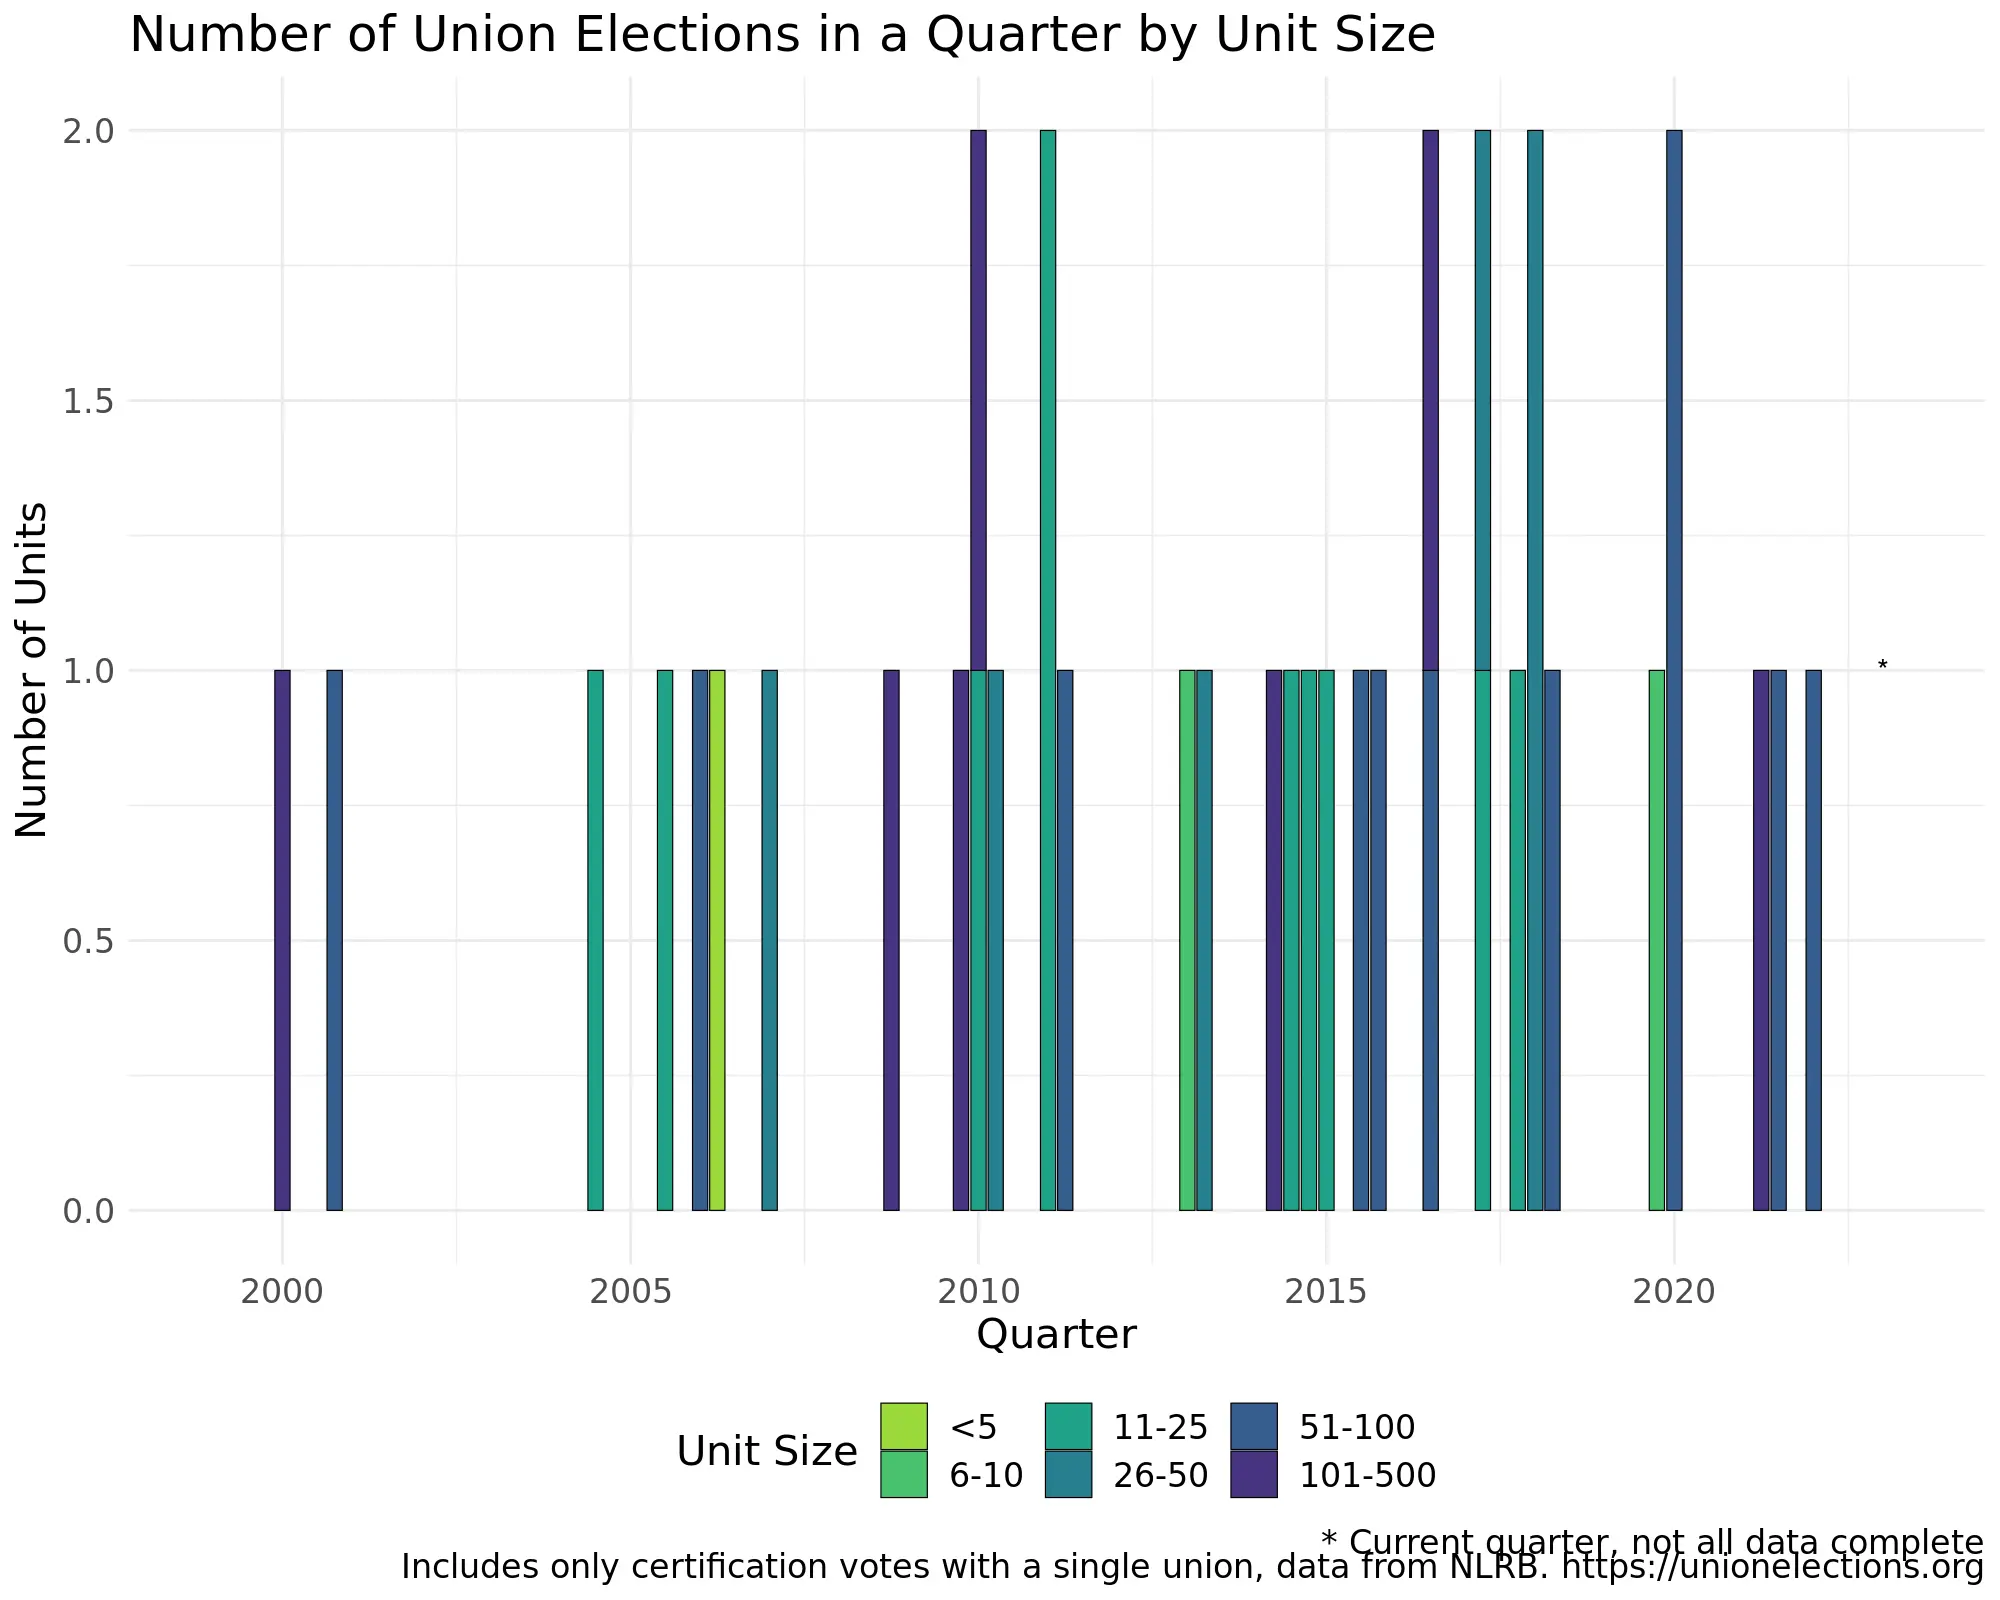 Number of Union Elections in a Quarter by Unit Size
2.0
1.5
1.0
0.5
0.0
Number of Units
*
2000 2005 2010 2015 2020
Quarter
Unit Size
<5 11-25 51-100
6-10 26-50 101-500
* Current quarter, not all data complete
Includes only certification votes with a single union, data from NLRB. https://unionelections.org